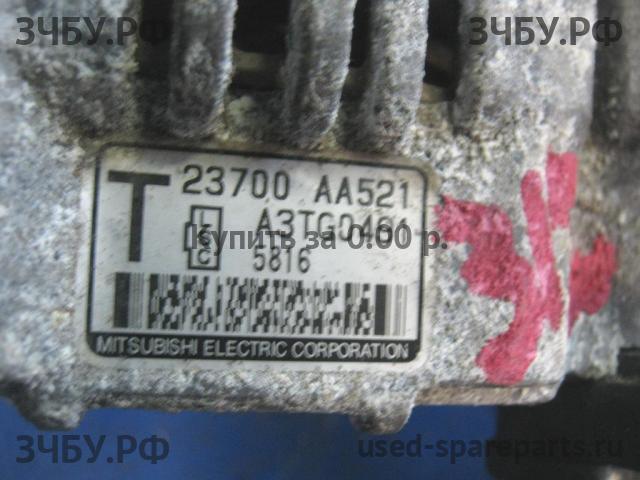 ЗЧБУ.РФ
ЗЧБУ.РФ
T
23700 AA521
L
C
5816
Купить за 0.00 р.
MITSUBISHI ELECTRIC CORPORATION
ЗЧБУ.РФ
used-spareparts.ru